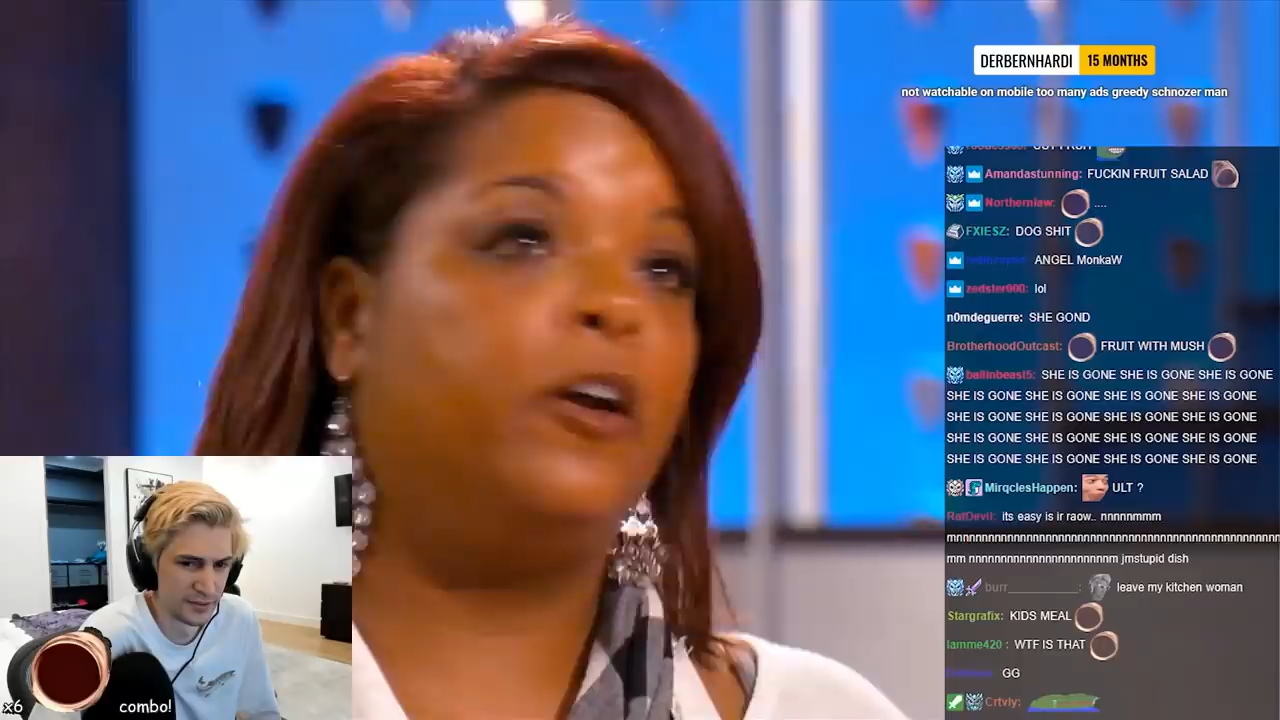 DERBERNHARDI 15 MONTHS
not watchable on mobile too many ads greedy schnozer man
Amandastunning: FUCKIN FRUIT SALAD
Northernlaw: ....
FXIESZ: DOG SHIT
ANGEL MonkaW
zedster000: lol
n0mdeguerre: SHE GOND
BrotherhoodOutcast: FRUIT WITH MUSH
ballinbeast5: SHE IS GONE SHE IS GONE SHE IS GONE
SHE IS GONE SHE IS GONE SHE IS GONE SHE IS GONE
SHE IS GONE SHE IS GONE SHE IS GONE SHE IS GONE
SHE IS GONE SHE IS GONE SHE IS GONE SHE IS GONE
SHE IS GONE SHE IS GONE SHE IS GONE SHE IS GONE
MirqclesHappen: ULT ?
RatDevil: its easy is ir raow.. nnnnnmmm
mm nnnnnnnnnnnnnnnnnnnnnnn jmstupid dish
burr__________: leave my kitchen woman
Stargrafix: KIDS MEAL
lamme420 : WTF IS THAT
GG
Crtvly:
x6 combo!